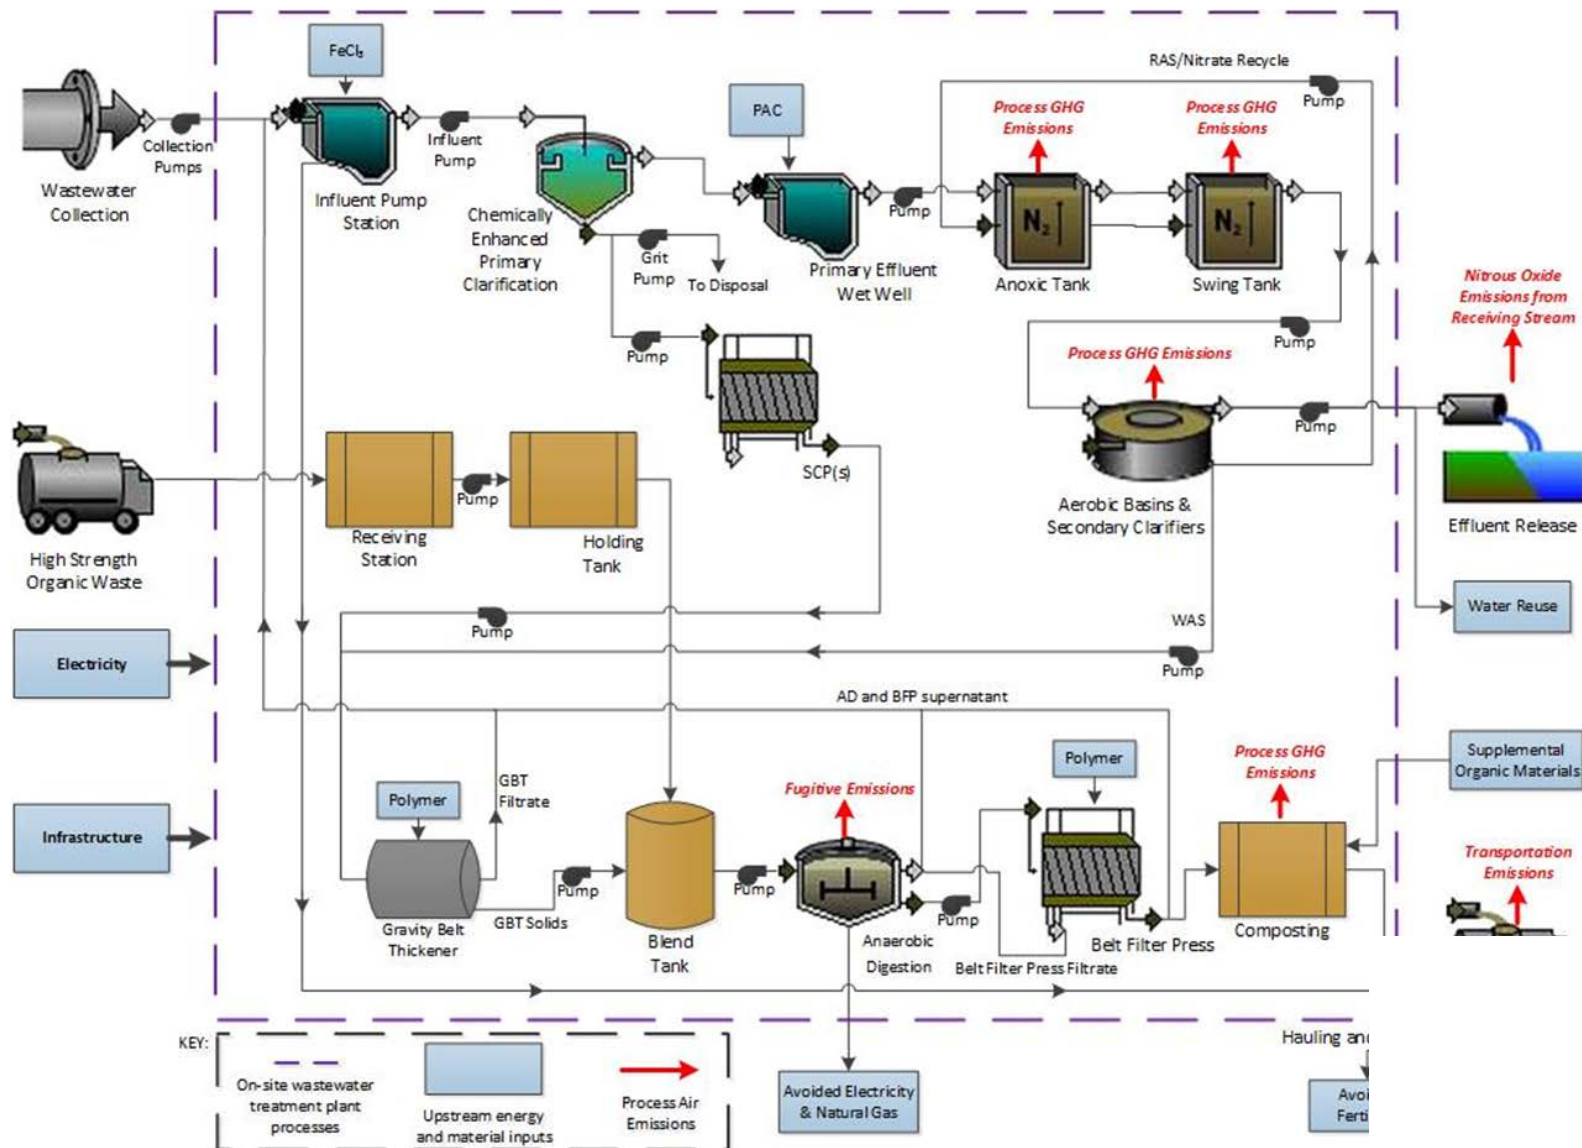 FeCl₃
RAS/Nitrate Recycle
Pump
PAC
Process GHG
Emissions
Process GHG
Emissions
Collection
Pumps
Influent
Pump
Wastewater
Collection
Influent Pump
Station
Chemically
Enhanced
Primary
Clarification
Grit
Pump
To Disposal
Pump
N₂
N₂
Primary Effluent
Wet Well
Anoxic Tank
Swing Tank
Nitrous Oxide
Emissions from
Receiving Stream
Pump
Pump
Process GHG Emissions
Pump
SCP(s)
Pump
Receiving
Station
Holding
Tank
Aerobic Basins &
Secondary Clarifiers
Effluent Release
High Strength
Organic Waste
Water Reuse
Pump
WAS
Pump
Electricity
AD and BFP supernatant
Supplemental
Organic Materials
Process GHG
Emissions
Polymer
GBT
Filtrate
Polymer
Fugitive Emissions
Infrastructure
Transportation
Emissions
Pump
Pump
Pump
GBT Solids
Gravity Belt
Thickener
Blend
Tank
Anaerobic
Digestion
Belt Filter Press
Belt Filter Press Filtrate
Composting
KEY:
On-site wastewater
treatment plant
processes
Upstream energy
and material inputs
Process Air
Emissions
Avoided Electricity
& Natural Gas
Hauling and